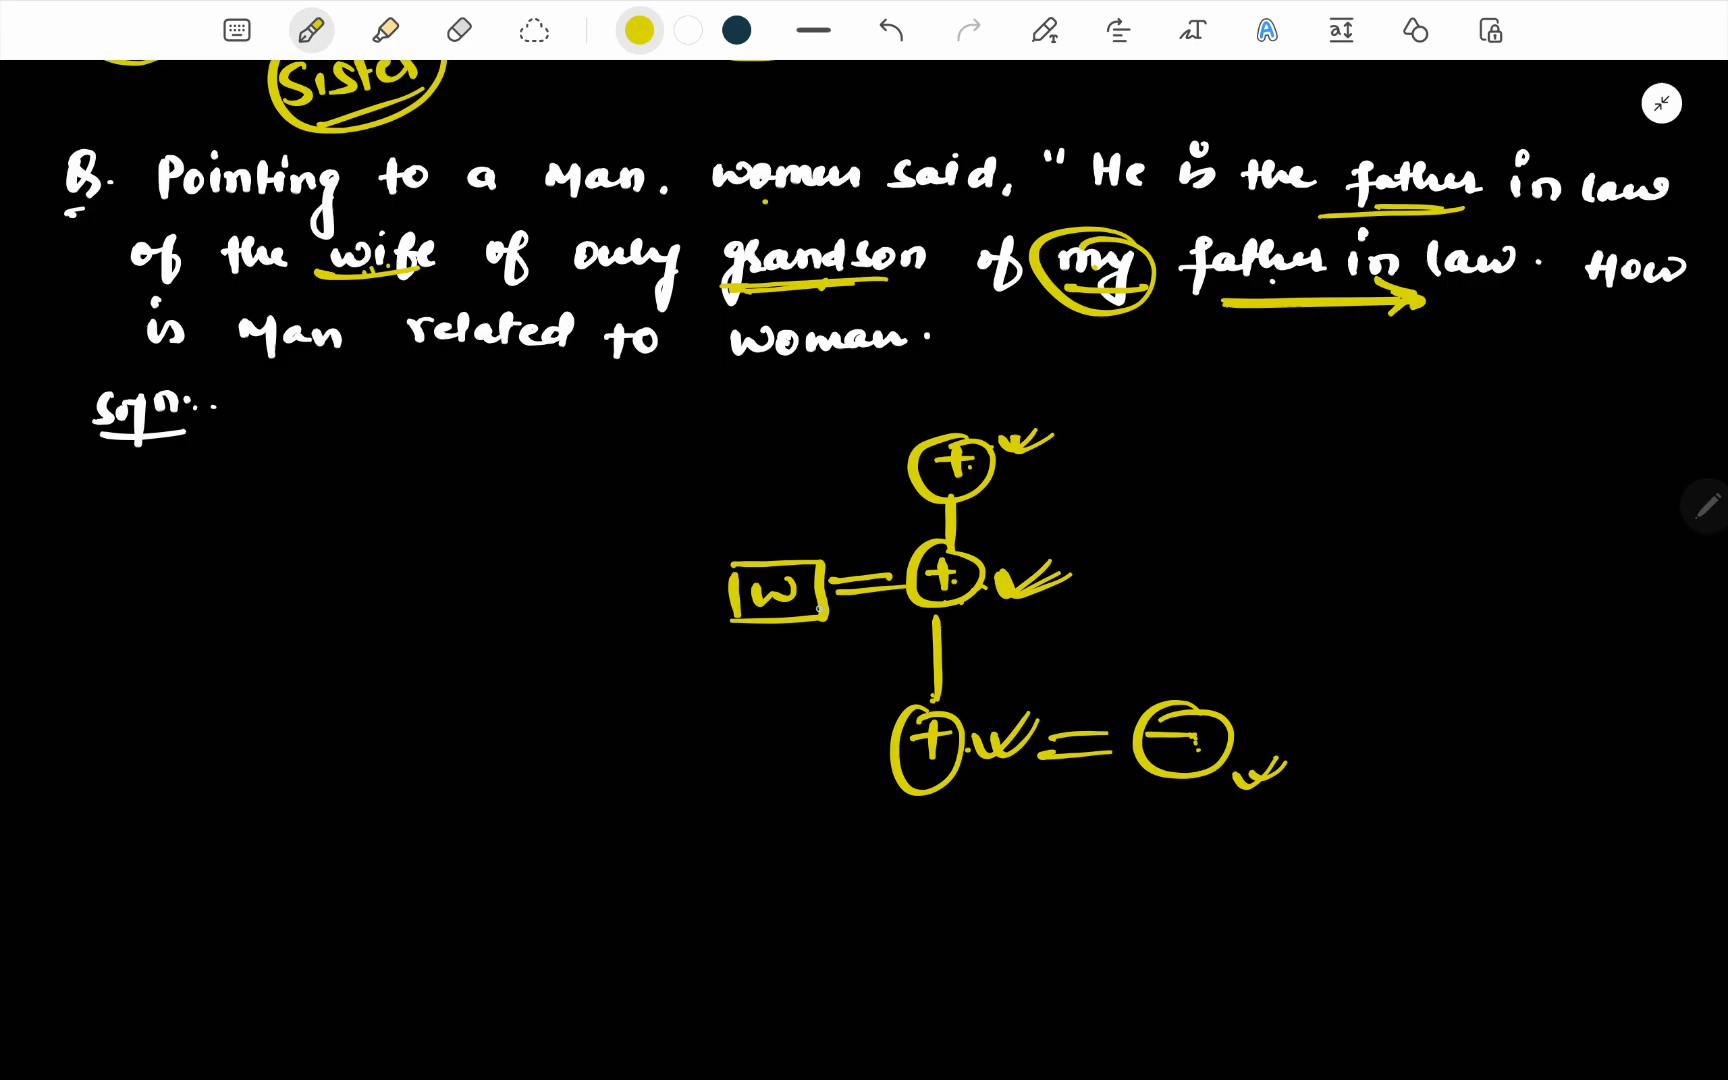 Sister
Q. Pointing to a Man. women said, " He is the father in law
of the wife of only grandson of my father in law. How
is Man related to woman.
Soln..
+
W = +
+ = -